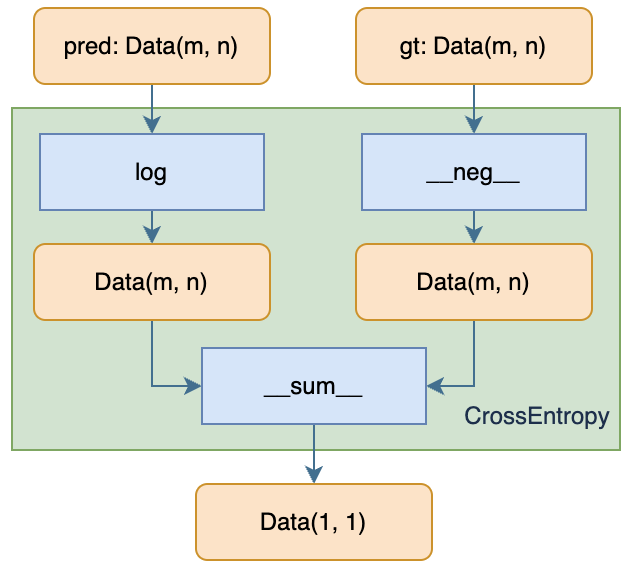 pred: Data(m, n)
gt: Data(m, n)
log
__neg__
Data(m, n)
Data(m, n)
__sum__
CrossEntropy
Data(1, 1)